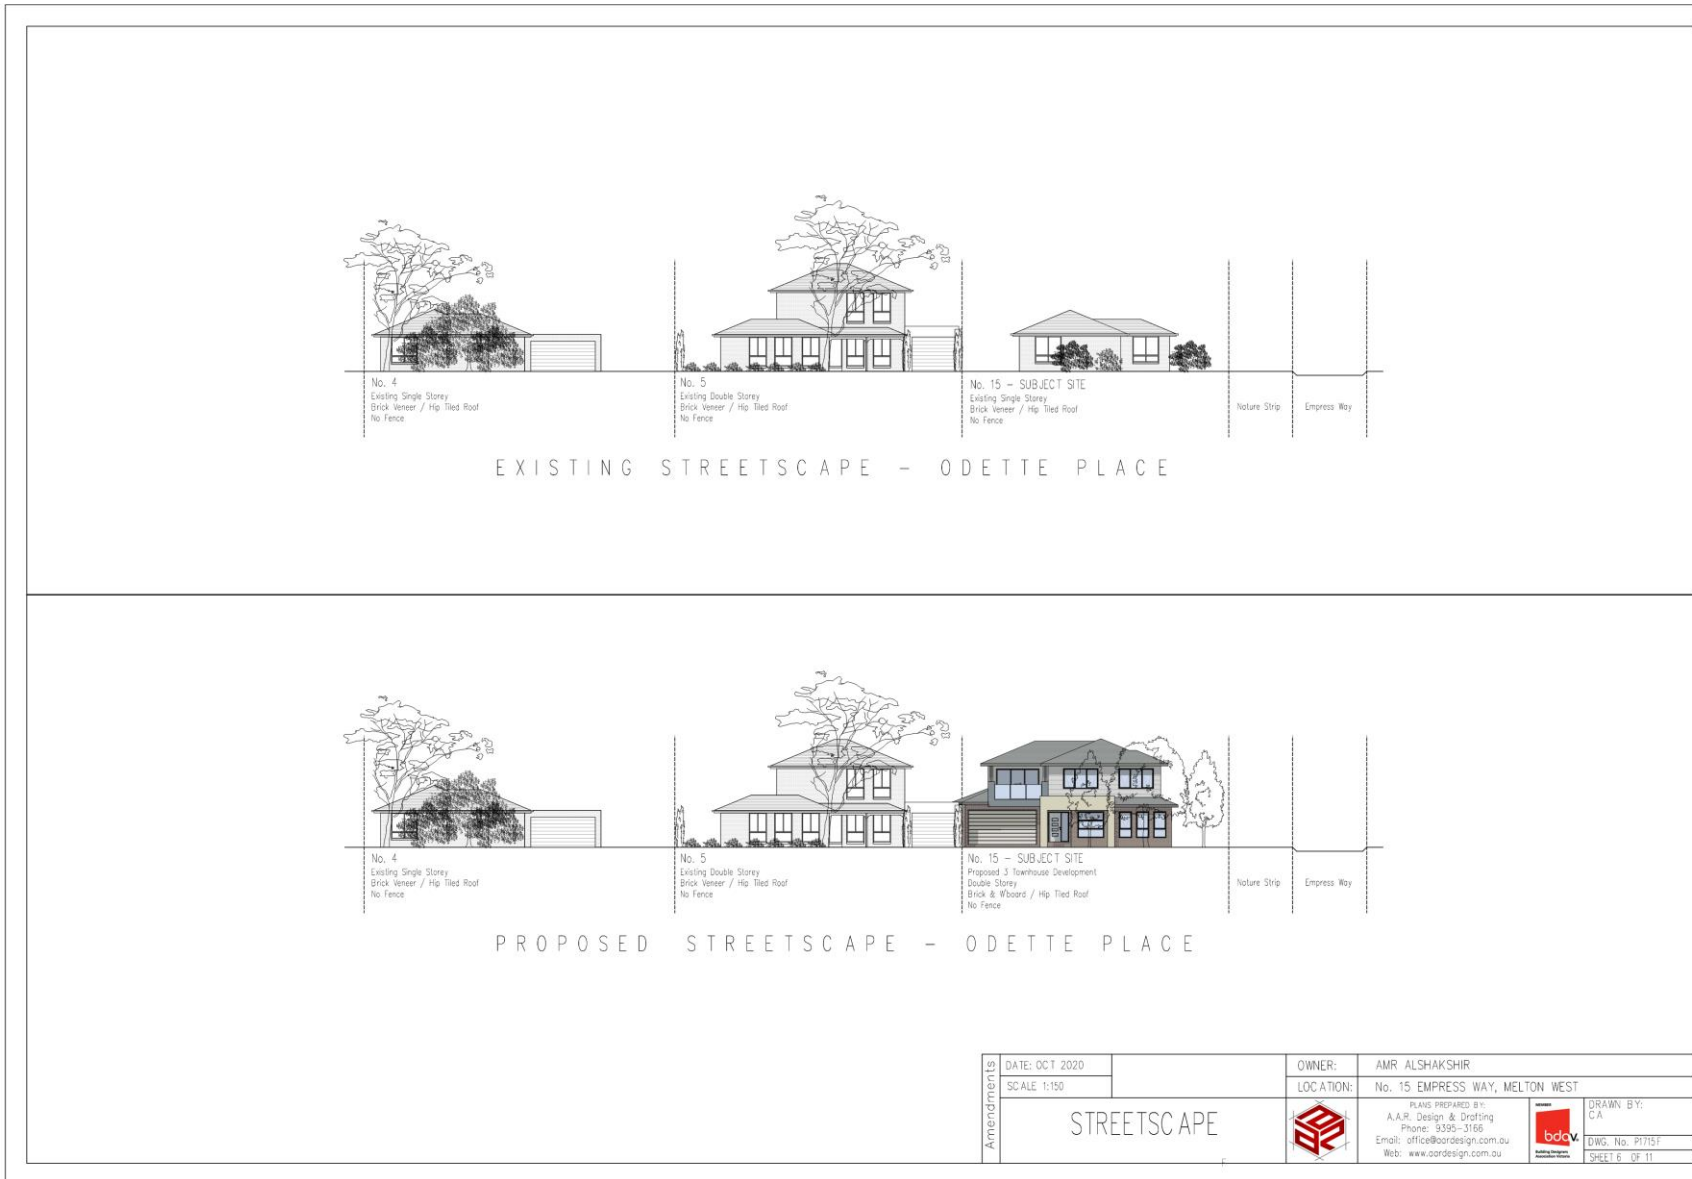 No. 4
Existing Single Storey
Brick Veneer / Hip Tiled Roof
No Fence
No. 5
Existing Double Storey
Brick Veneer / Hip Tiled Roof
No Fence
No. 15 - SUBJECT SITE
Existing Single Storey
Brick Veneer / Hip Tiled Roof
No Fence
Nature Strip
Empress Way
EXISTING STREETSCAPE - ODETTE PLACE
No. 4
Existing Single Storey
Brick Veneer / Hip Tiled Roof
No Fence
No. 5
Existing Double Storey
Brick Veneer / Hip Tiled Roof
No Fence
No. 15 - SUBJECT SITE
Proposed 3 Townhouse Development
Double Storey
Brick & W'board / Hip Tiled Roof
No Fence
Nature Strip
Empress Way
PROPOSED STREETSCAPE - ODETTE PLACE
Amendments
DATE: OCT 2020
SCALE 1:150
STREETSCAPE
OWNER: AMR ALSHAKSHIR
LOCATION: No. 15 EMPRESS WAY, MELTON WEST
PLANS PREPARED BY:
A.A.R. Design & Drafting
Phone: 9395-3166
Email: office@aardesign.com.au
Web: www.aardesign.com.au
MEMBER
bdav.
Building Designers
Association Victoria
DRAWN BY:
CA
DWG. No. P1715F
SHEET 6 OF 11